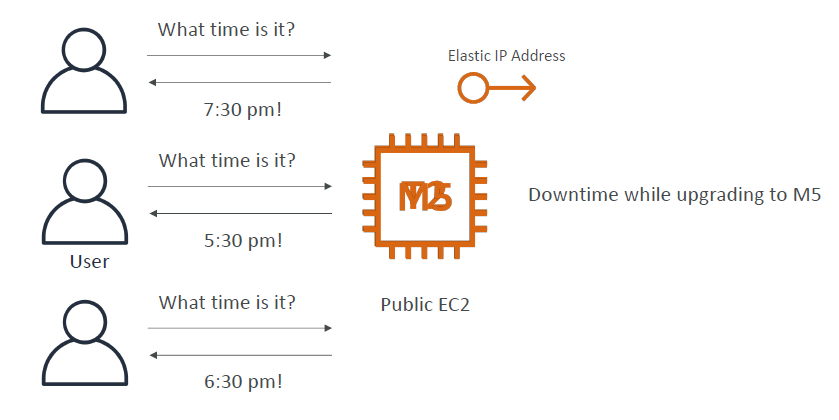 What time is it?
Elastic IP Address
7:30 pm!
What time is it?
Downtime while upgrading to M5
5:30 pm!
User
What time is it?
Public EC2
6:30 pm!